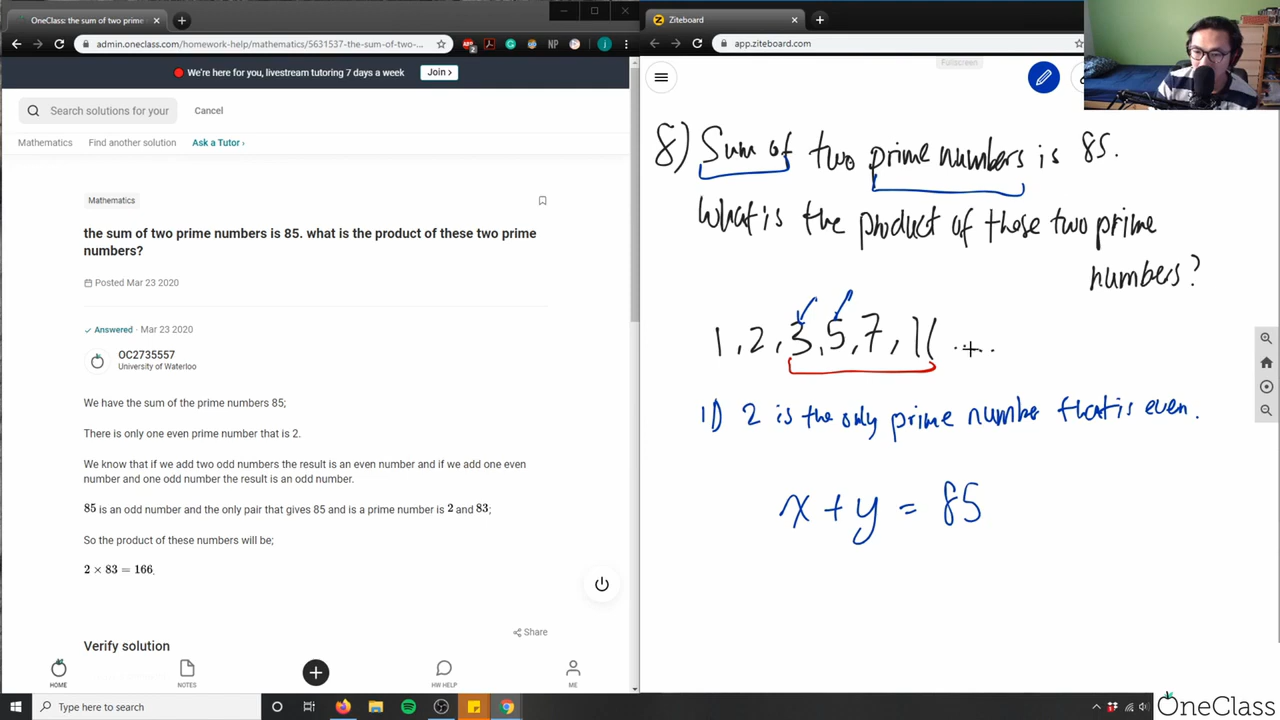 OneClass: the sum of two prime
admin.oneclass.com/homework-help/mathematics/5631537-the-sum-of-two-...
NP
j
We're here for you, livestream tutoring 7 days a week
Join ›
Search solutions for your
Cancel
Mathematics
Find another solution
Ask a Tutor ›
Mathematics
the sum of two prime numbers is 85. what is the product of these two prime
numbers?
Posted Mar 23 2020
Answered · Mar 23 2020
OC2735557
University of Waterloo
We have the sum of the prime numbers 85;
There is only one even prime number that is 2.
We know that if we add two odd numbers the result is an even number and if we add one even
number and one odd number the result is an odd number.
85 is an odd number and the only pair that gives 85 and is a prime number is 2 and 83;
So the product of these numbers will be;
2 × 83 = 166.
Share
Verify solution
HOME
NOTES
HW HELP
ME
Type here to search
Ziteboard
app.ziteboard.com
Fullscreen
8) Sum of two prime numbers is 85.
What is the product of these two prime
numbers?
1, 2, 3, 5, 7, 11 ....
1) 2 is the only prime number that is even.
x + y = 85
OneClass